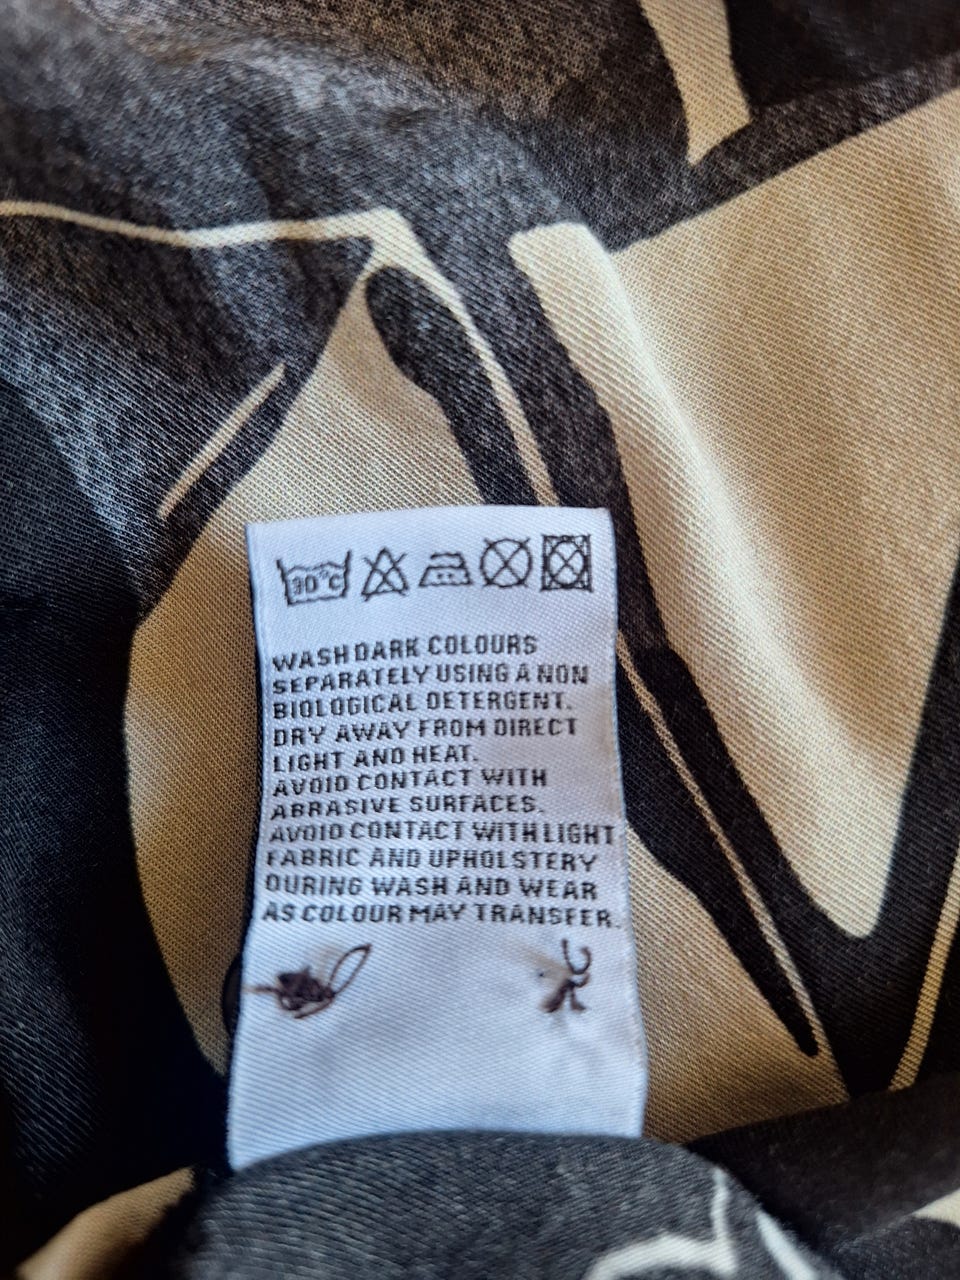 30°C
WASH DARK COLOURS
SEPARATELY USING A NON
BIOLOGICAL DETERGENT.
DRY AWAY FROM DIRECT
LIGHT AND HEAT.
AVOID CONTACT WITH
ABRASIVE SURFACES.
AVOID CONTACT WITH LIGHT
FABRIC AND UPHOLSTERY
DURING WASH AND WEAR
AS COLOUR MAY TRANSFER.